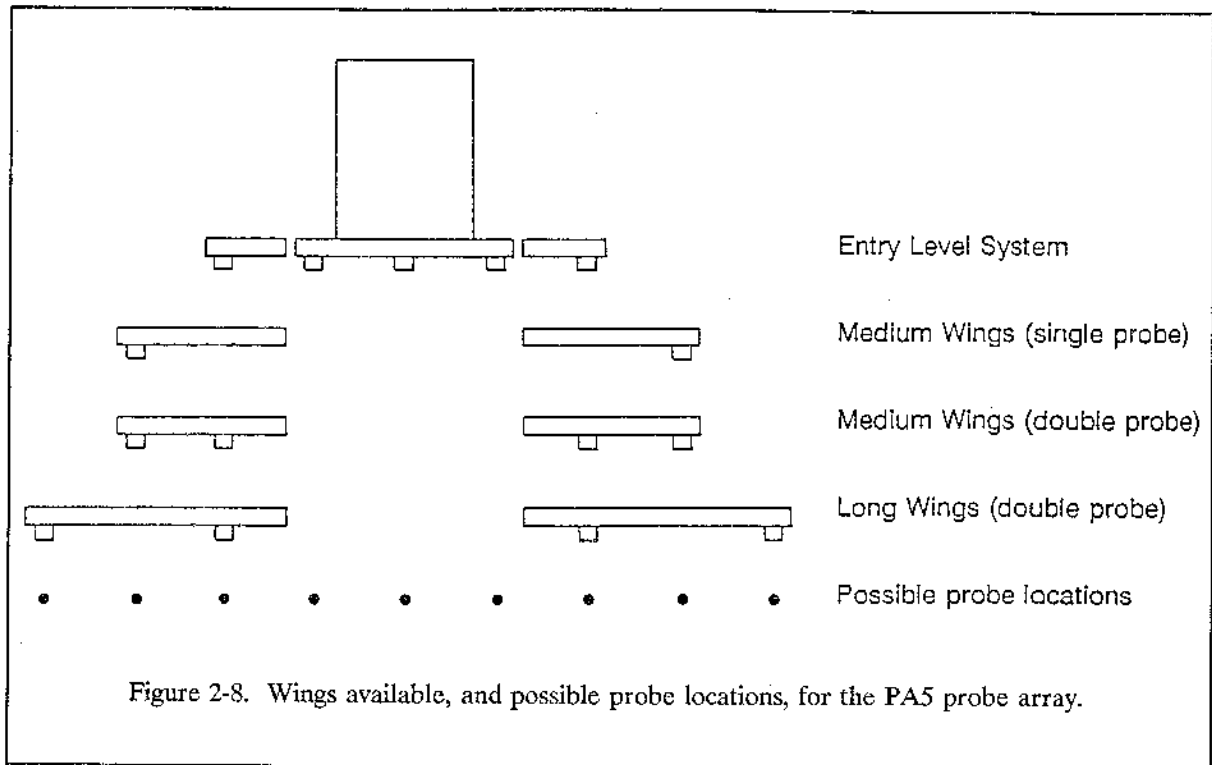 Entry Level System
Medium Wings (single probe)
Medium Wings (double probe)
Long Wings (double probe)
Possible probe locations
Figure 2-8. Wings available, and possible probe locations, for the PA5 probe array.